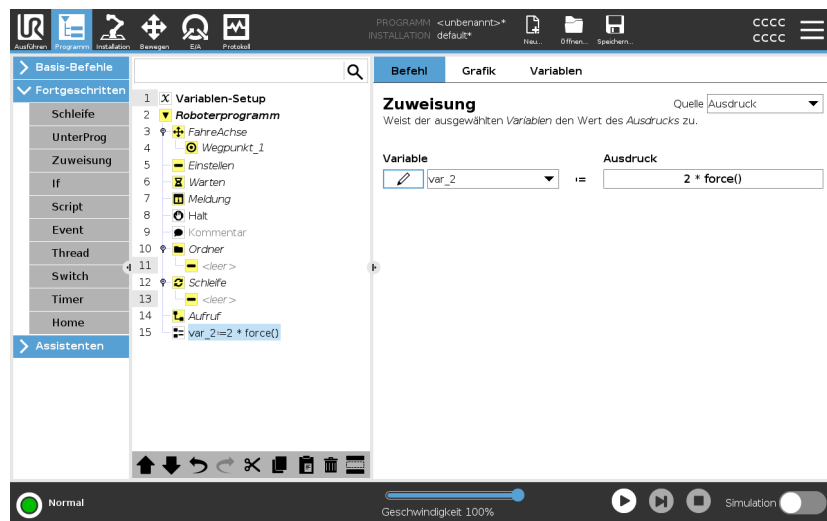 PROGRAMM <unbenannt>*
INSTALLATION default*
CCCC
CCCC
Ausführen Programm Installation Bewegen E/A Protokoll Neu... Öffnen... Speichern...
Basis-Befehle
Fortgeschritten
Schleife
UnterProg
Zuweisung
If
Script
Event
Thread
Switch
Timer
Home
Assistenten
1 X Variablen-Setup
2 Roboterprogramm
3 FahreAchse
4 Wegpunkt_1
5 Einstellen
6 Warten
7 Meldung
8 Halt
9 Kommentar
10 Ordner
11 <leer>
12 Schleife
13 <leer>
14 Aufruf
15 var_2≔2 * force()
Befehl Grafik Variablen
Zuweisung
Quelle Ausdruck
Weist der ausgewählten Variablen den Wert des Ausdrucks zu.
Variable Ausdruck
var_2 ≔ 2 * force()
Normal
Geschwindigkeit 100%
Simulation